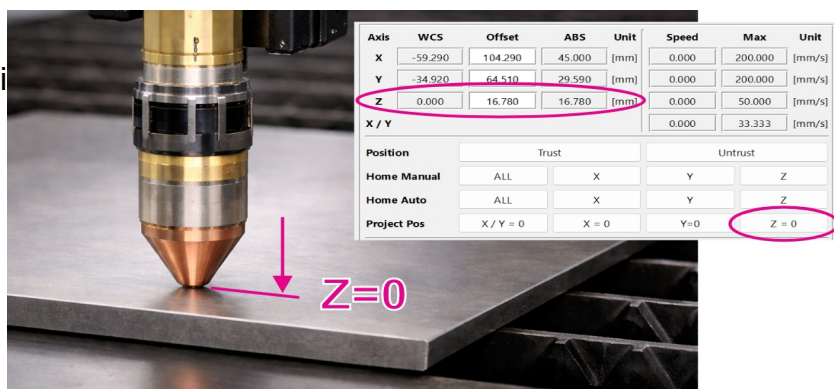 i
Axis WCS Offset ABS Unit Speed Max Unit
X -59.290 104.290 45.000 [mm] 0.000 200.000 [mm/s]
Y -34.920 64.510 29.590 [mm] 0.000 200.000 [mm/s]
Z 0.000 16.780 16.780 [mm] 0.000 50.000 [mm/s]
X / Y 0.000 33.333 [mm/s]
Position Trust Untrust
Home Manual ALL X Y Z
Home Auto ALL X Y Z
Project Pos X / Y = 0 X = 0 Y=0 Z = 0
Z=0